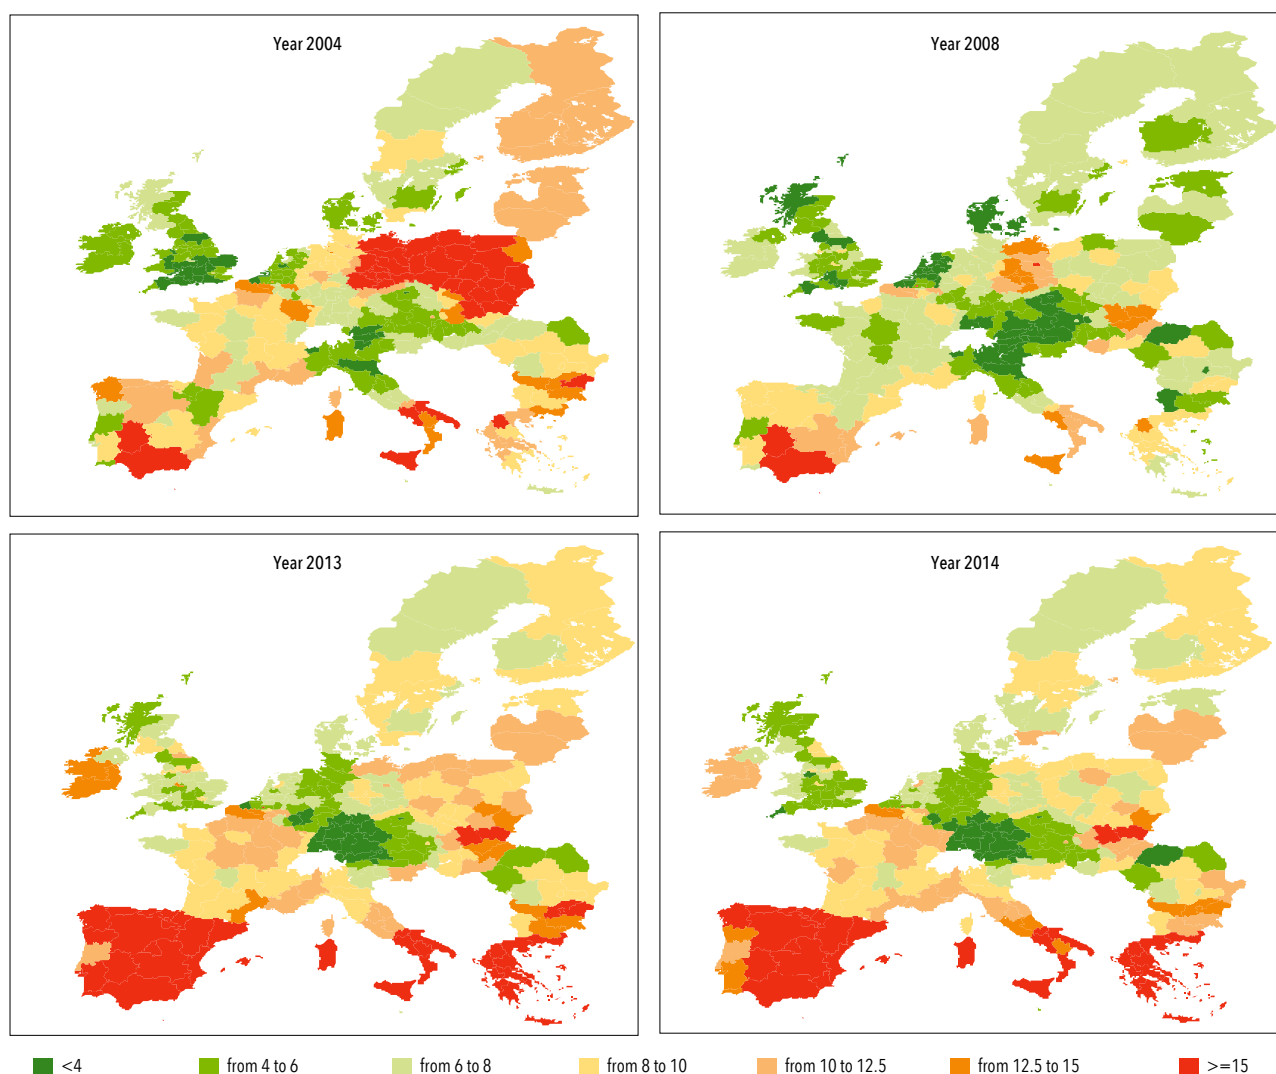 Year 2004
Year 2008
Year 2013
Year 2014
<4 from 4 to 6 from 6 to 8 from 8 to 10 from 10 to 12.5 from 12.5 to 15 >=15